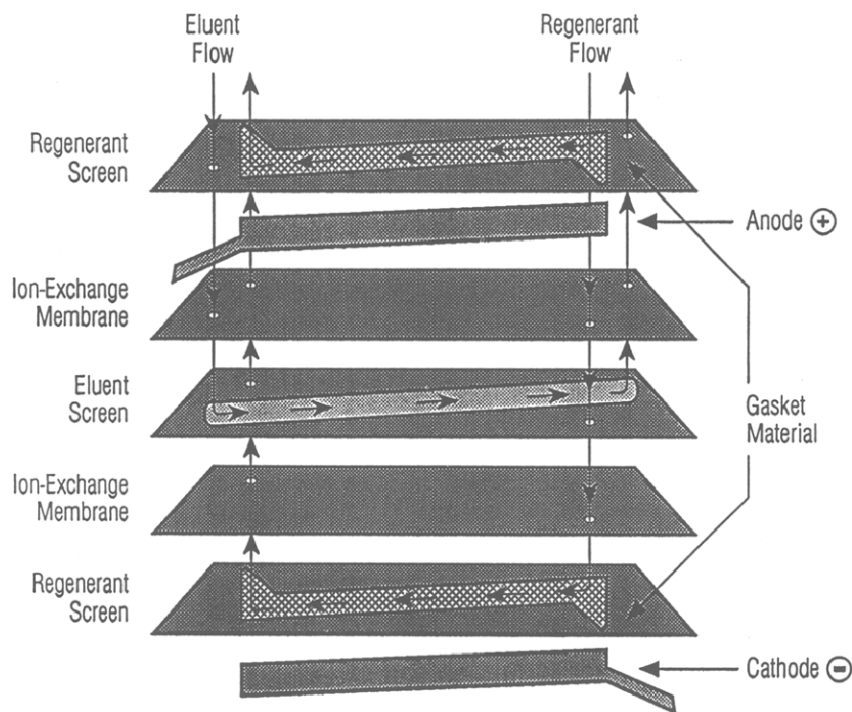 Eluent
Flow
Regenerant
Flow
Regenerant
Screen
Anode +
Ion-Exchange
Membrane
Eluent
Screen
Gasket
Material
Ion-Exchange
Membrane
Regenerant
Screen
Cathode −